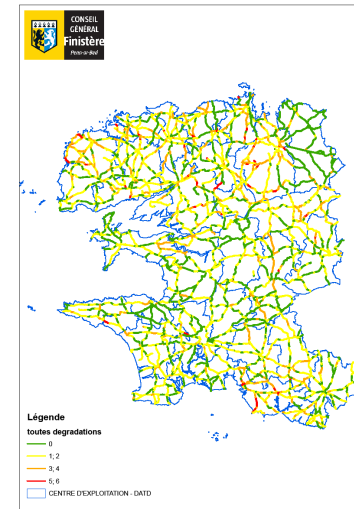 CONSEIL
GÉNÉRAL
Finistère
Penn-ar-Bed
Légende
toutes degradations
0
1; 2
3; 4
5; 6
CENTRE D'EXPLOITATION - DATD